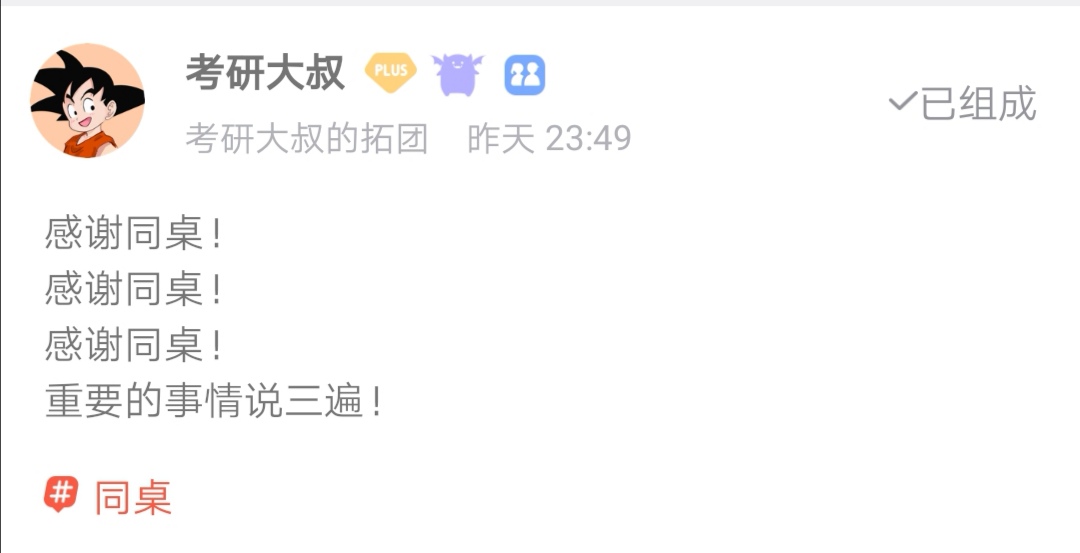 考研大叔 PLUS
考研大叔的拓团 昨天 23:49
✓已组成
感谢同桌！
感谢同桌！
感谢同桌！
重要的事情说三遍！
# 同桌